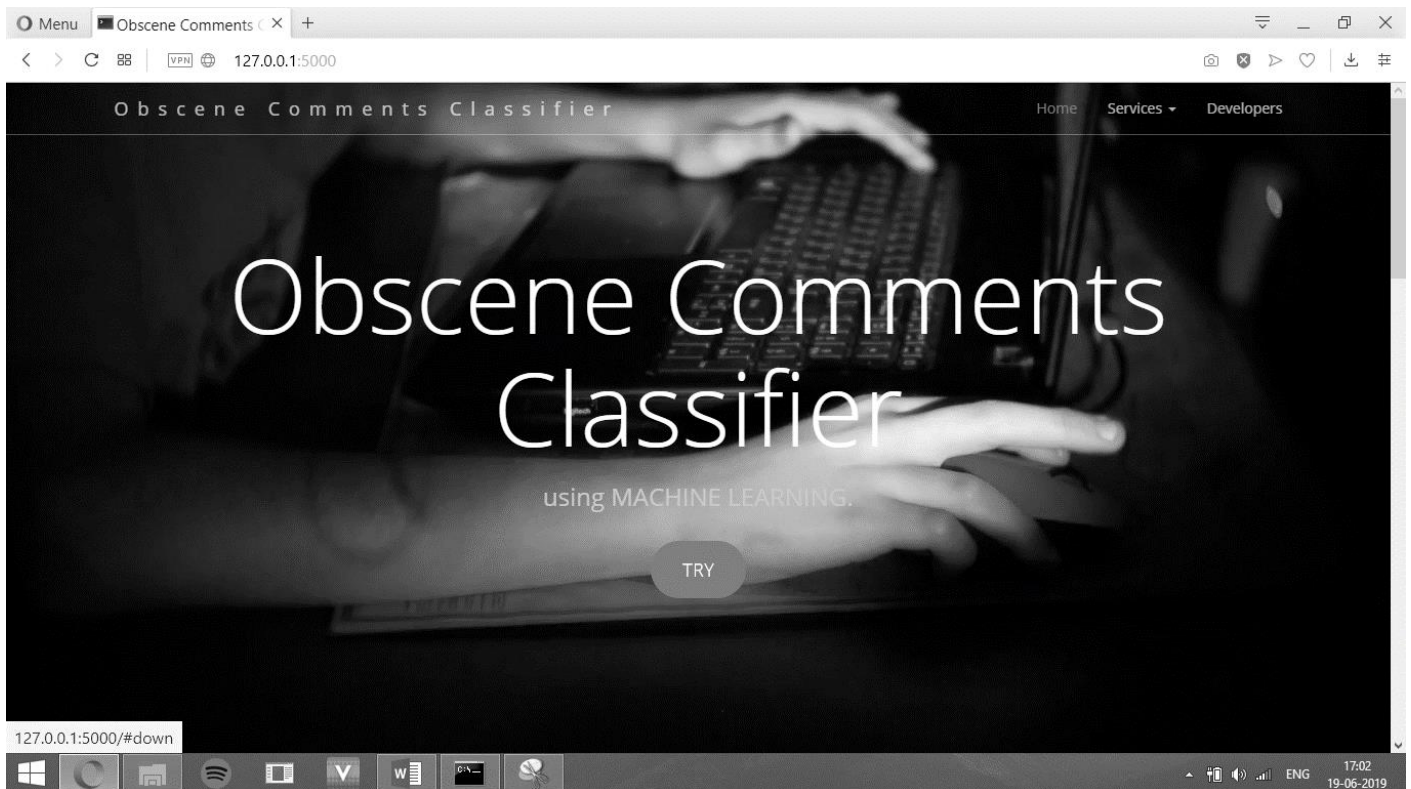 Menu Obscene Comments C
VPN 127.0.0.1:5000
Obscene Comments Classifier Home Services Developers
Obscene Comments
Classifier
using MACHINE LEARNING.
TRY
127.0.0.1:5000/#down
W C:\_ ENG 17:02
19-06-2019